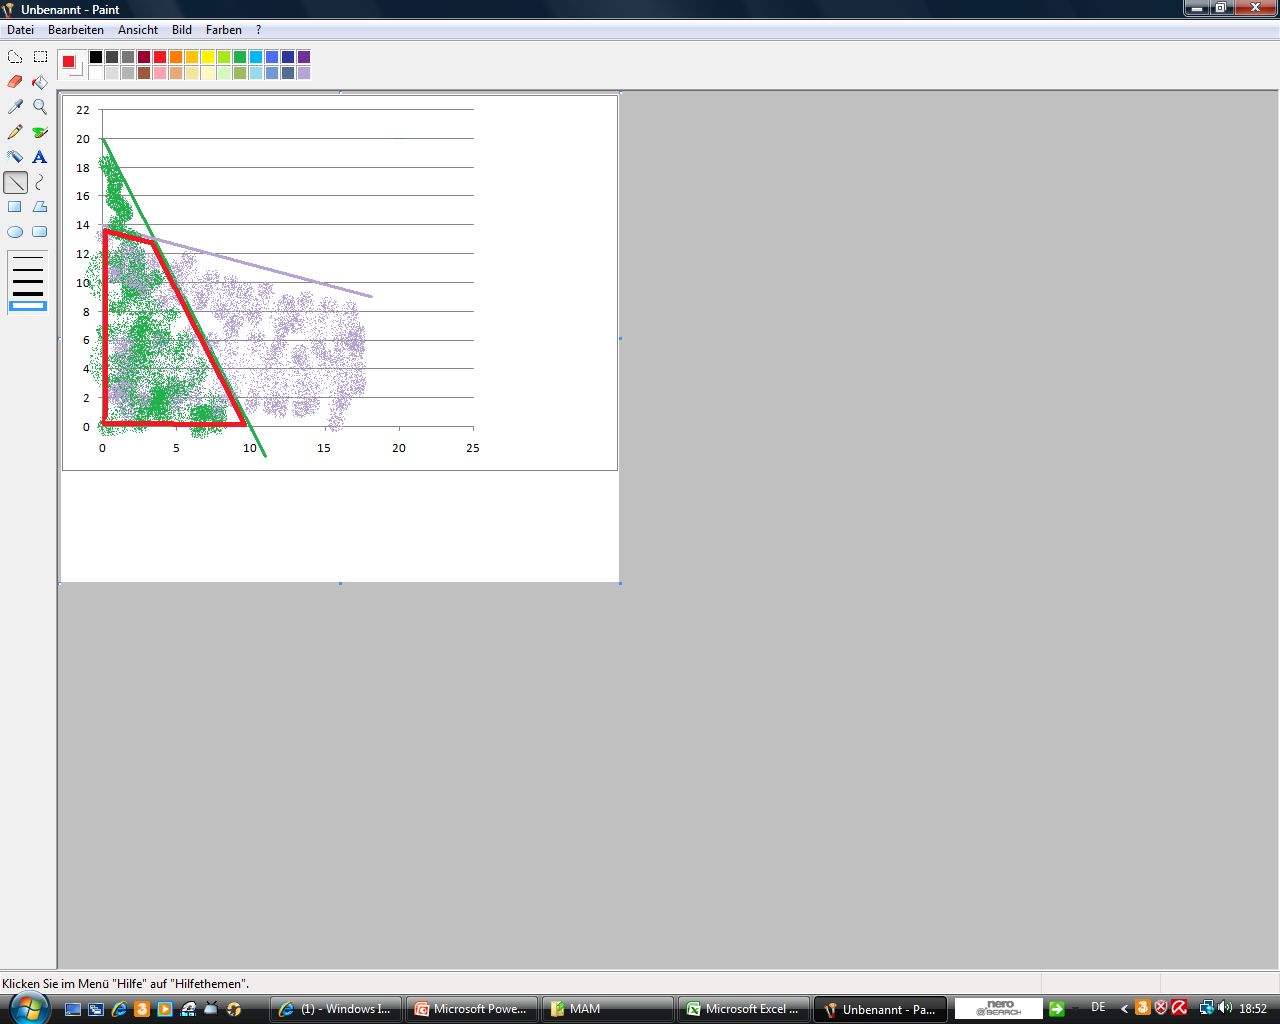 Unbenannt - Paint
Datei Bearbeiten Ansicht Bild Farben ?
A
22
20
18
16
14
12
10
8
6
4
2
0
0 5 10 15 20 25
Klicken Sie im Menü "Hilfe" auf "Hilfethemen".
(1) - Windows I... Microsoft Powe... MAM Microsoft Excel ... Unbenannt - Pa... nero SEARCH DE < 18:52